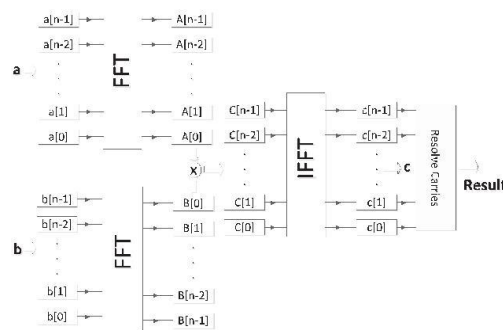 a[n-1]
A[n-1]
a[n-2]
A[n-2]
a
FFT
a[1]
A[1]
a[0]
A[0]
C[n-1]
c[n-1]
C[n-2]
c[n-2]
IFFT
Resolve Carries
x
c
Result
C[1]
c[1]
C[0]
c[0]
b[n-1]
B[0]
b[n-2]
B[1]
b
FFT
b[1]
B[n-2]
b[0]
B[n-1]